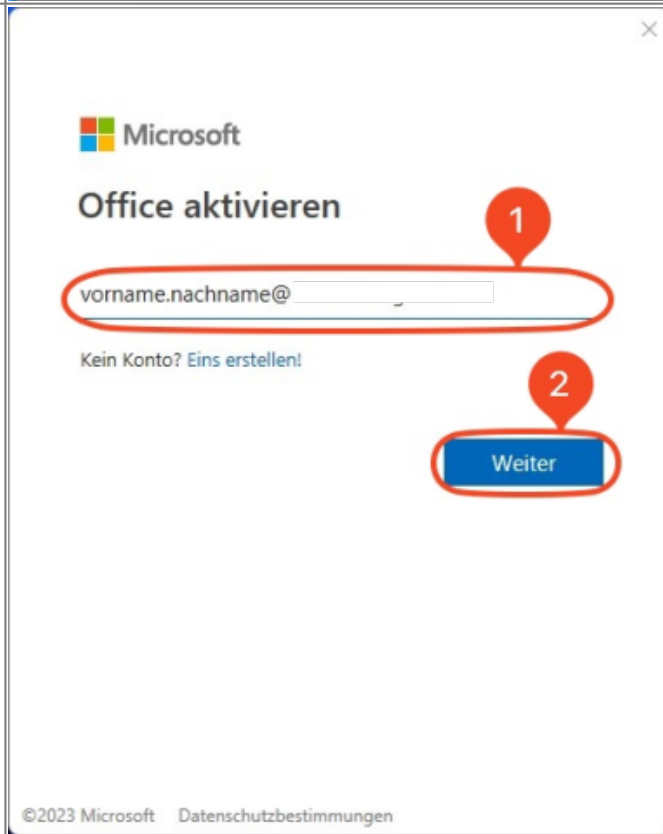 Microsoft
Office aktivieren
1
vorname.nachname@
Kein Konto? Eins erstellen!
2
Weiter
©2023 Microsoft Datenschutzbestimmungen